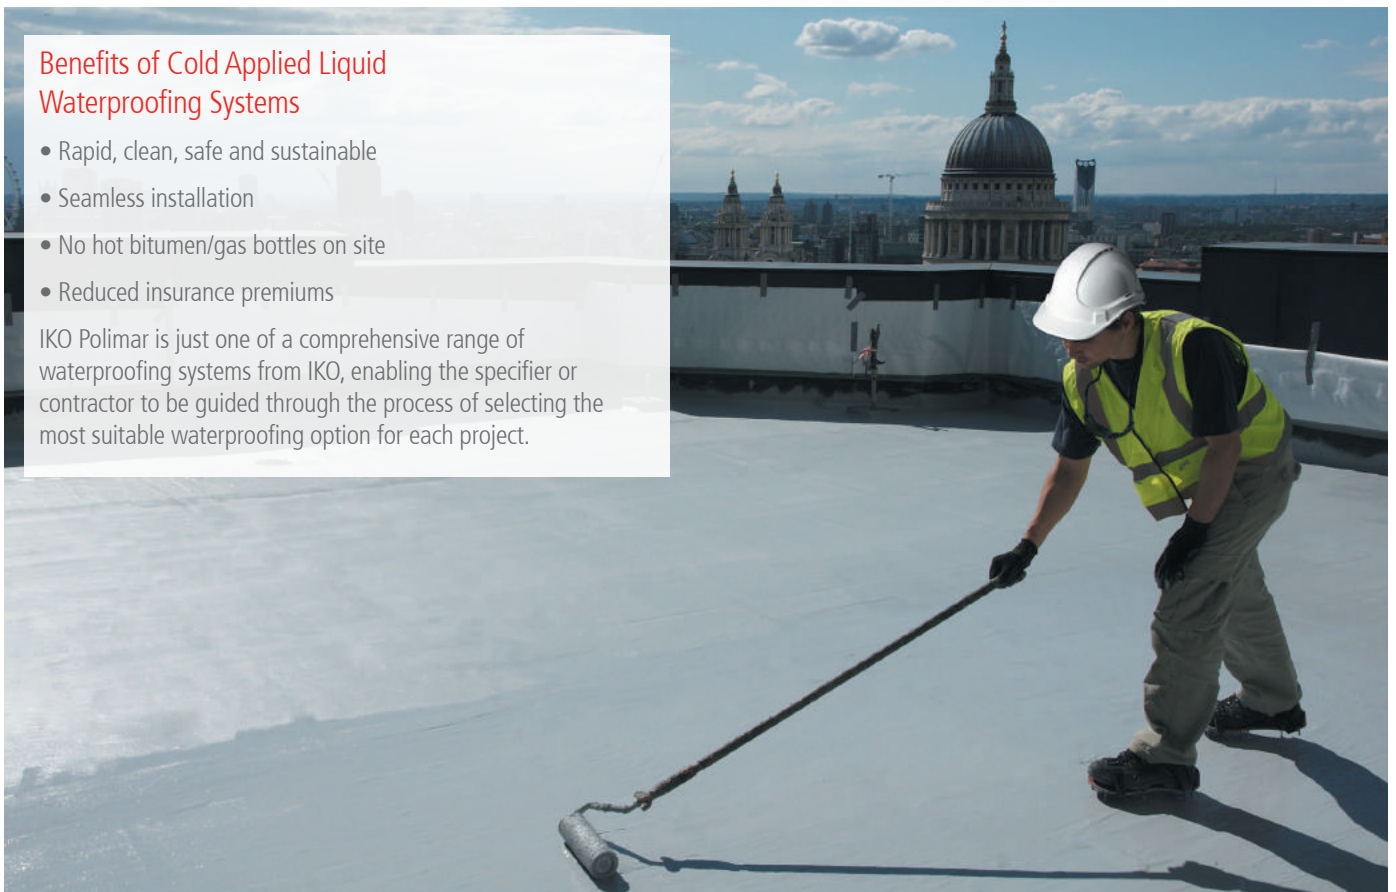 Benefits of Cold Applied Liquid
Waterproofing Systems
• Rapid, clean, safe and sustainable
• Seamless installation
• No hot bitumen/gas bottles on site
• Reduced insurance premiums
IKO Polimar is just one of a comprehensive range of
waterproofing systems from IKO, enabling the specifier or
contractor to be guided through the process of selecting the
most suitable waterproofing option for each project.